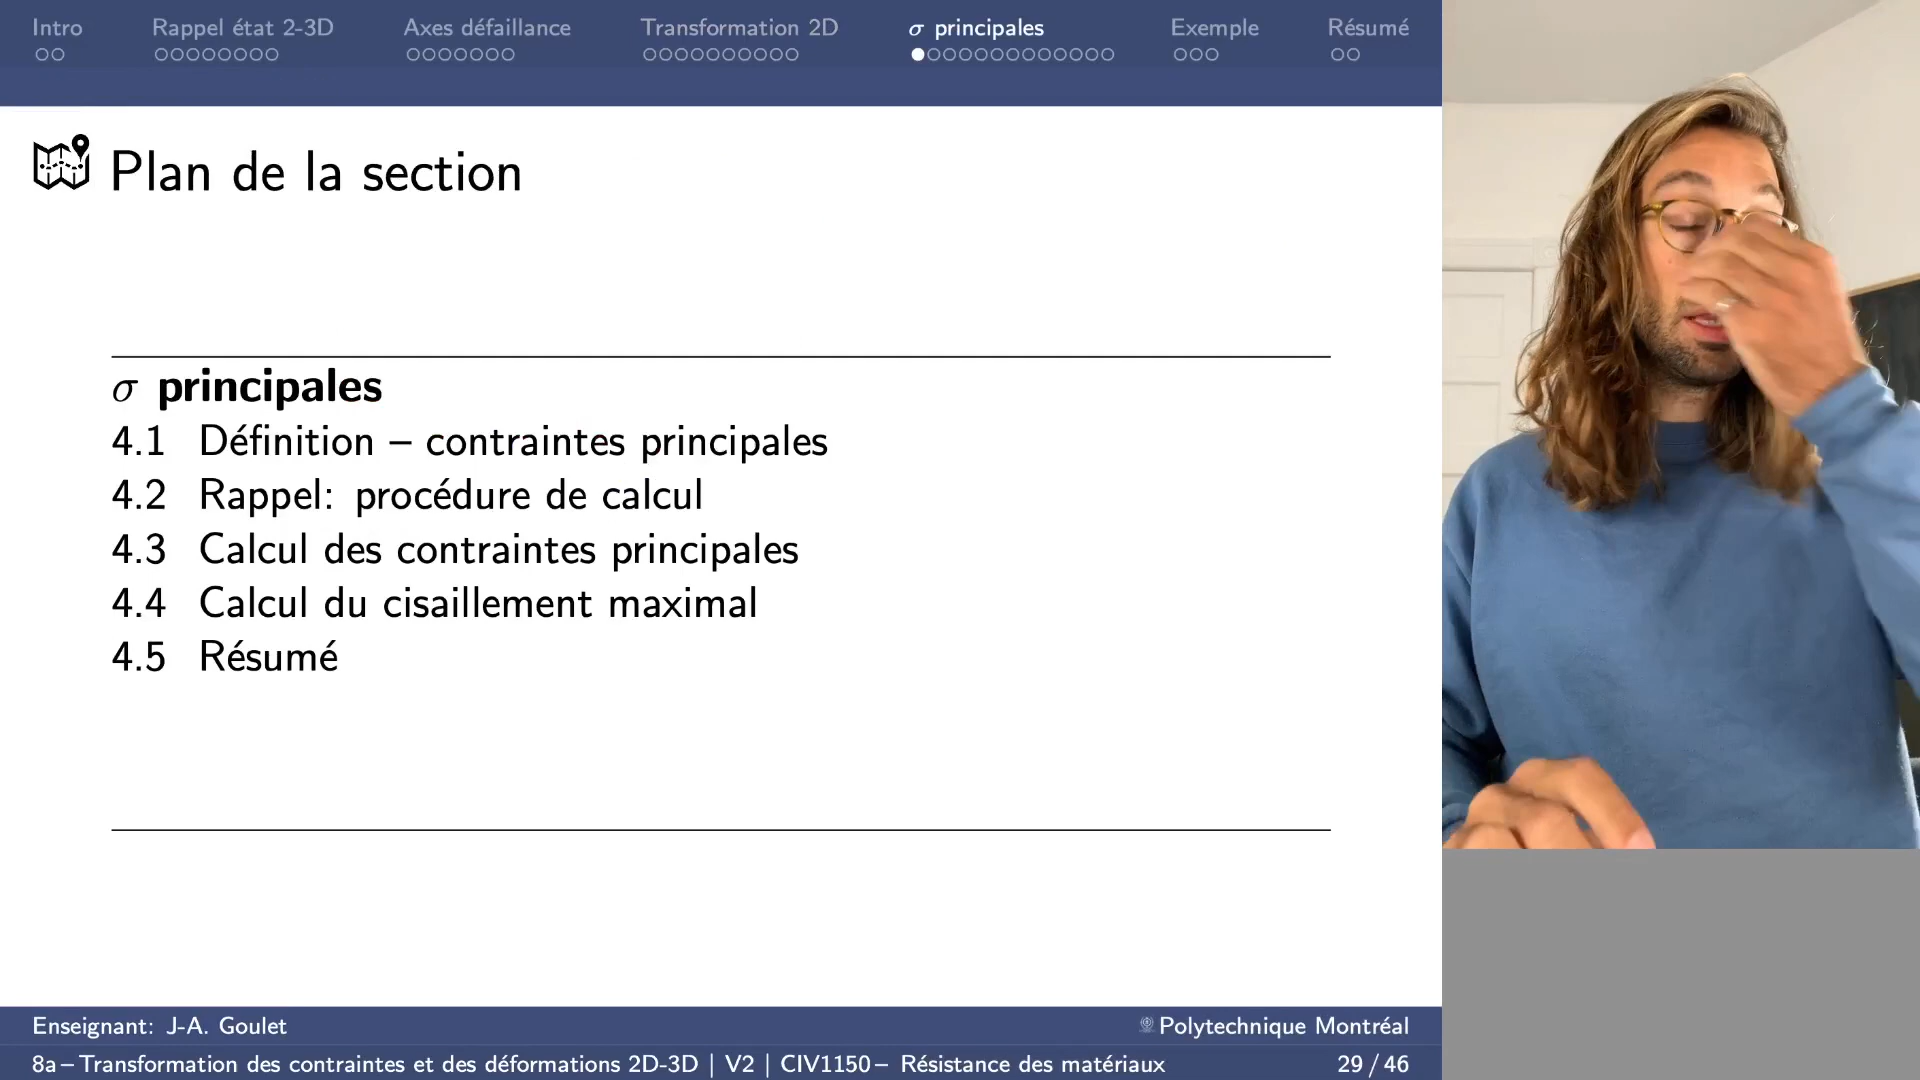 Intro Rappel état 2-3D Axes défaillance Transformation 2D σ principales Exemple Résumé
Plan de la section
σ principales
4.1 Définition – contraintes principales
4.2 Rappel: procédure de calcul
4.3 Calcul des contraintes principales
4.4 Calcul du cisaillement maximal
4.5 Résumé
Enseignant: J-A. Goulet Polytechnique Montréal
8a – Transformation des contraintes et des déformations 2D-3D | V2 | CIV1150 – Résistance des matériaux 29 / 46